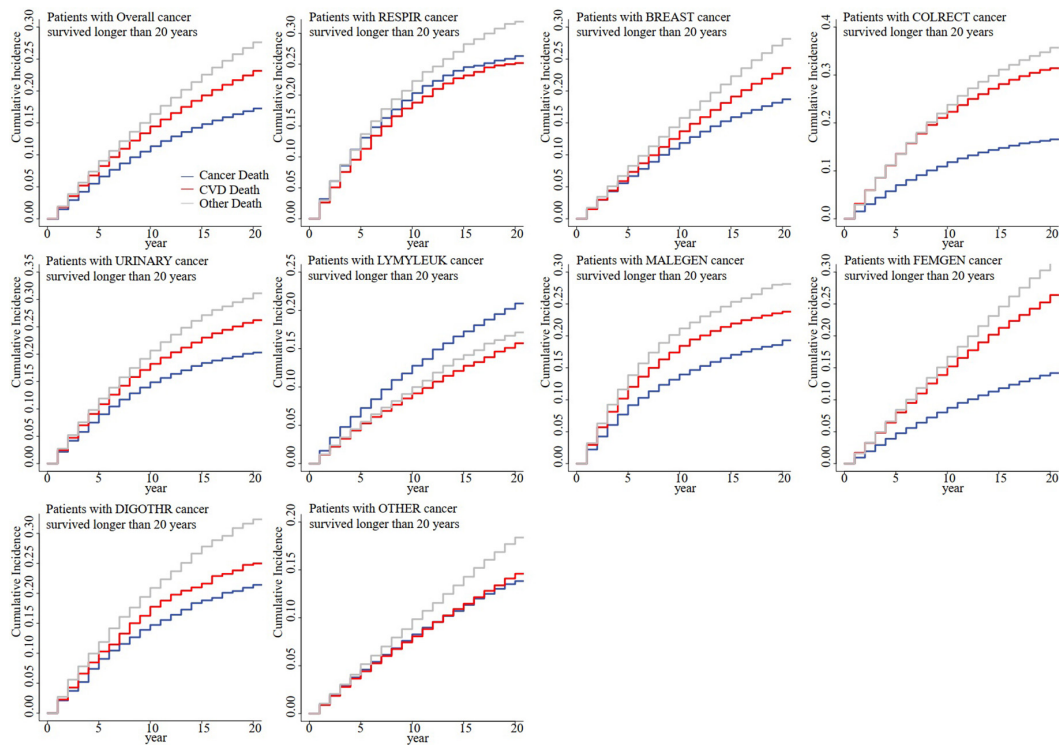 Patients with Overall cancer
survived longer than 20 years
Cumulative Incidence
0.00 0.05 0.10 0.15 0.20 0.25 0.30
Cancer Death
CVD Death
Other Death
0 5 10 15 20
year
Patients with RESPIR cancer
survived longer than 20 years
Cumulative Incidence
0.00 0.05 0.10 0.15 0.20 0.25 0.30
0 5 10 15 20
year
Patients with BREAST cancer
survived longer than 20 years
Cumulative Incidence
0.00 0.05 0.10 0.15 0.20 0.25 0.30
0 5 10 15 20
year
Patients with COLRECT cancer
survived longer than 20 years
Cumulative Incidence
0.0 0.2 0.3 0.4
0 5 10 15 20
year
Patients with URINARY cancer
survived longer than 20 years
Cumulative Incidence
0.00 0.05 0.10 0.15 0.20 0.25 0.30 0.35
0 5 10 15 20
year
Patients with LYMYLEUK cancer
survived longer than 20 years
Cumulative Incidence
0.00 0.05 0.10 0.15 0.20 0.25
0 5 10 15 20
year
Patients with MALEGEN cancer
survived longer than 20 years
Cumulative Incidence
0.00 0.05 0.10 0.15 0.20 0.25 0.30
0 5 10 15 20
year
Patients with FEMGEN cancer
survived longer than 20 years
Cumulative Incidence
0.00 0.05 0.10 0.15 0.20 0.25 0.30
0 5 10 15 20
year
Patients with DIGOTHR cancer
survived longer than 20 years
Cumulative Incidence
0.00 0.05 0.10 0.15 0.20 0.25 0.30
0 5 10 15 20
year
Patients with OTHER cancer
survived longer than 20 years
Cumulative Incidence
0.00 0.05 0.10 0.15 0.20
0 5 10 15 20
year